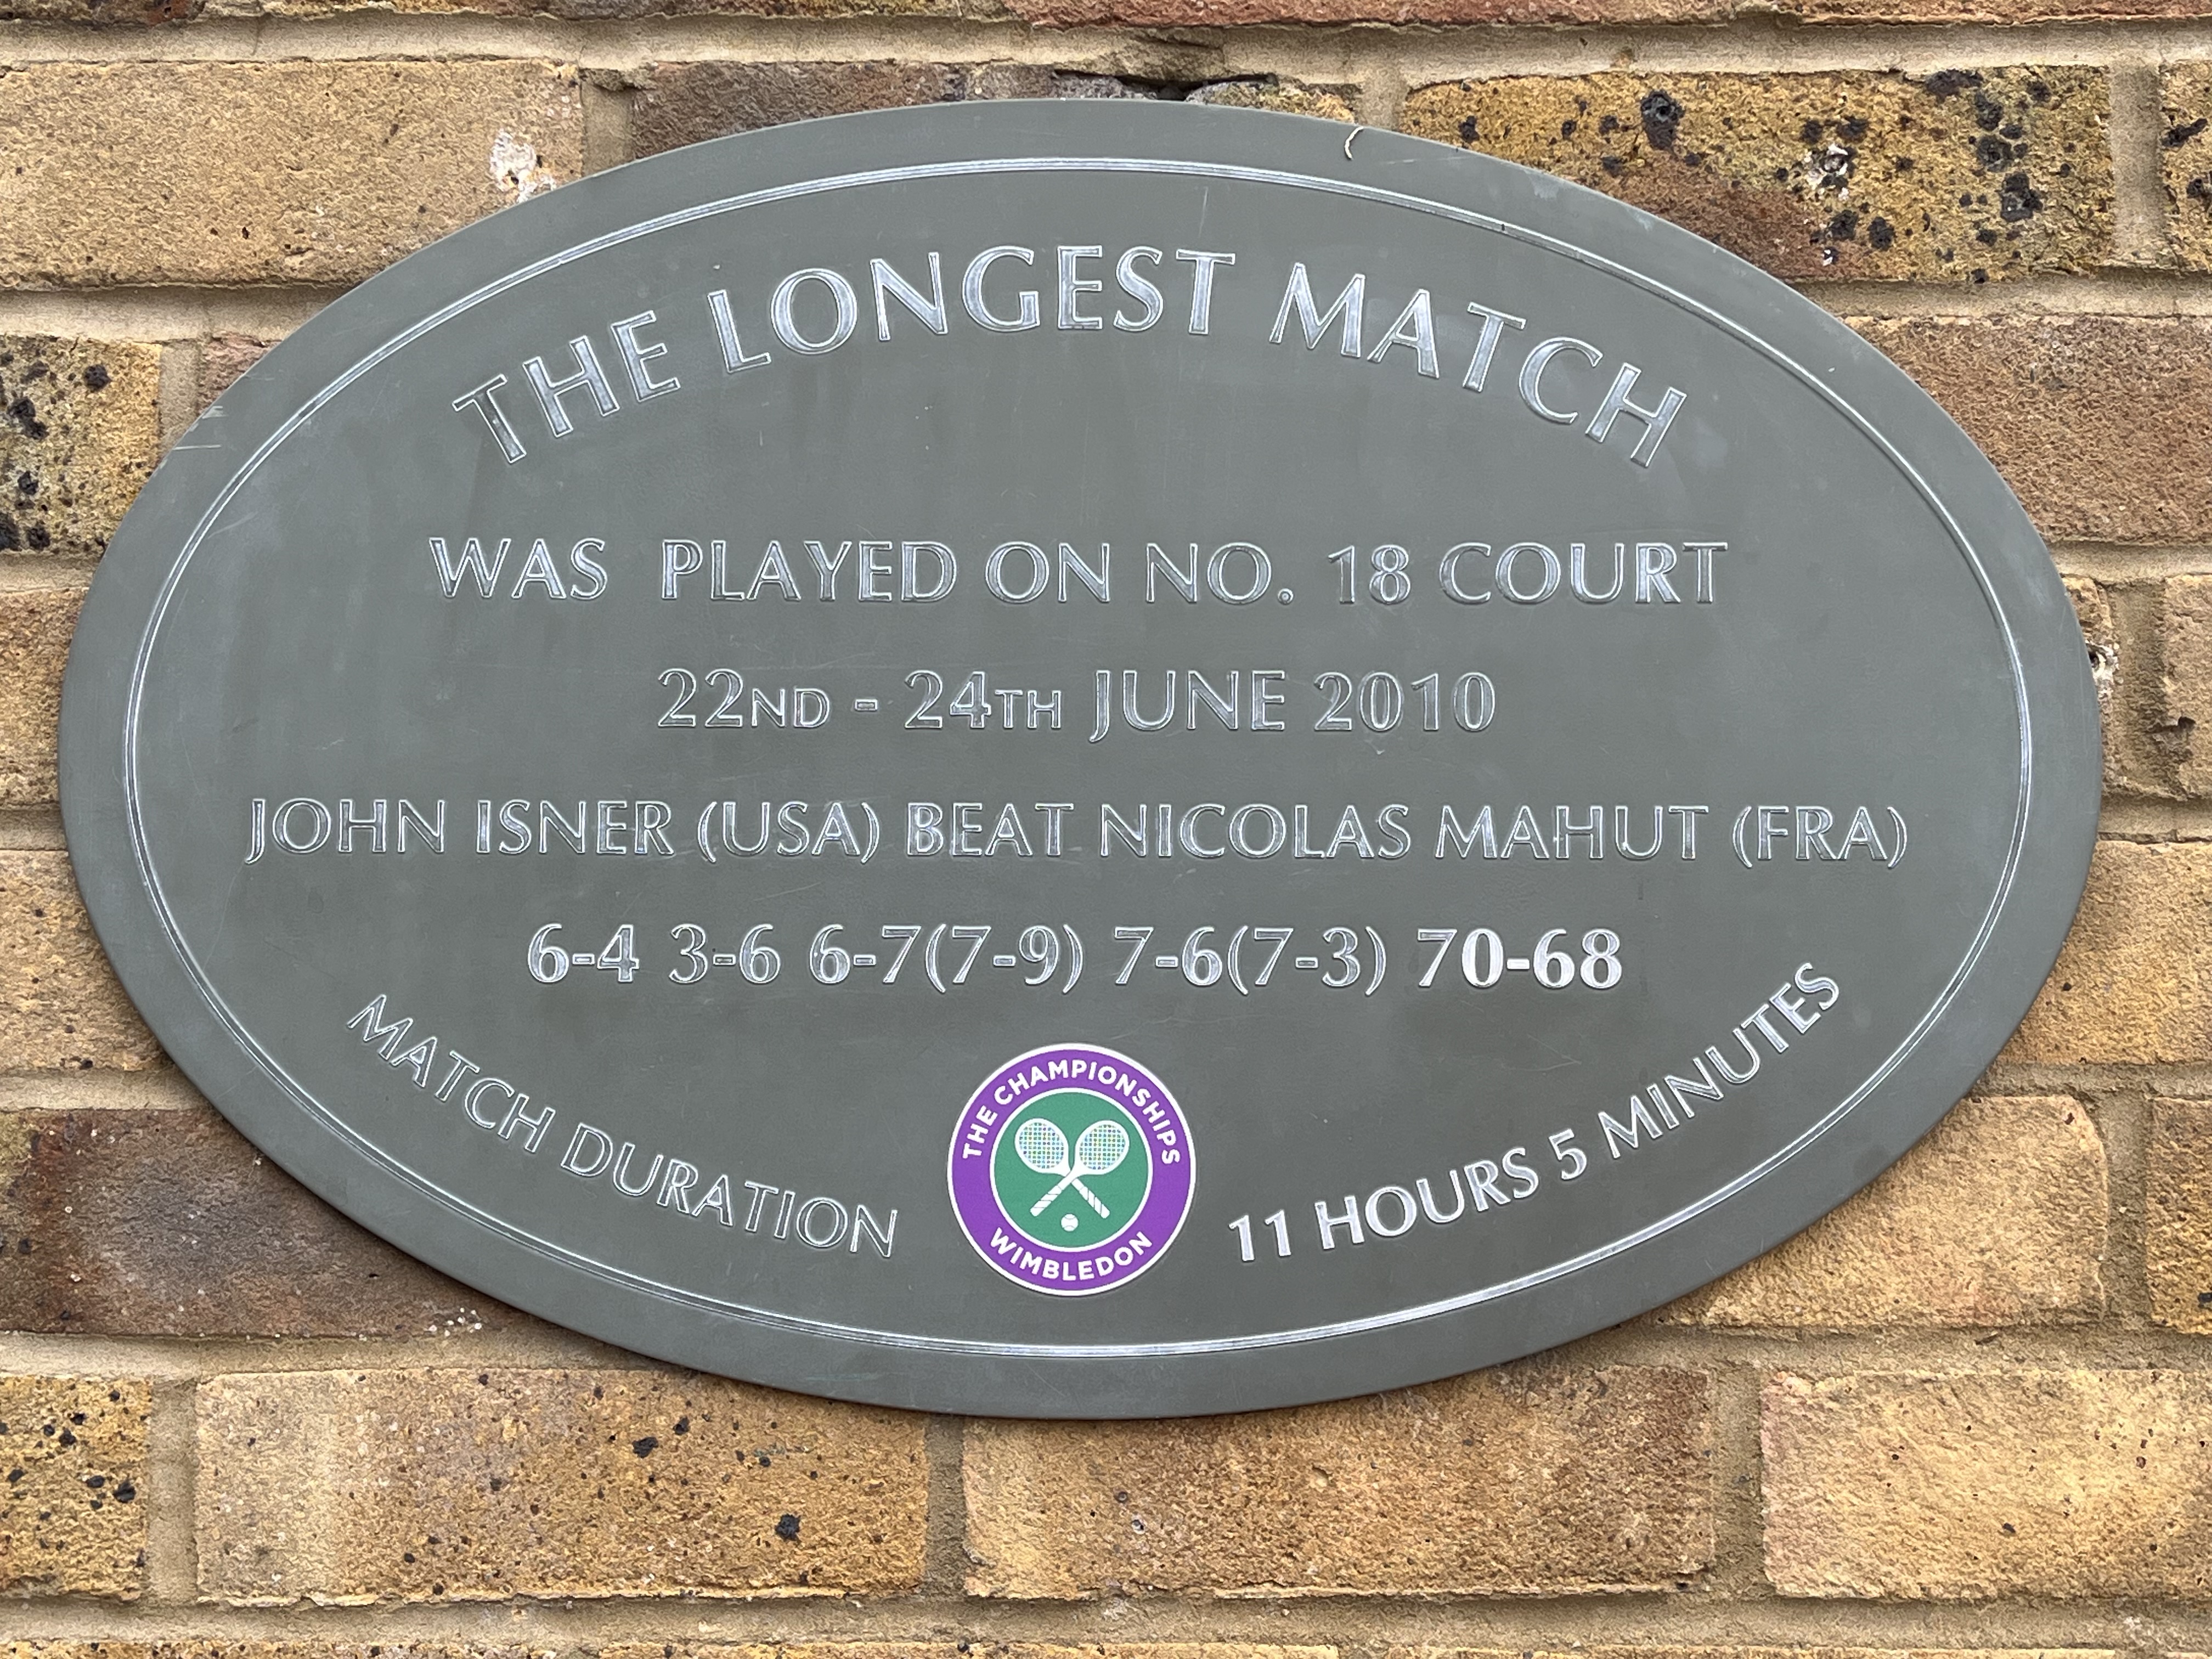 THE LONGEST MATCH
WAS PLAYED ON NO. 18 COURT
22ND - 24TH JUNE 2010
JOHN ISNER (USA) BEAT NICOLAS MAHUT (FRA)
6-4 3-6 6-7(7-9) 7-6(7-3) 70-68
MATCH DURATION
THE CHAMPIONSHIPS
WIMBLEDON
11 HOURS 5 MINUTES